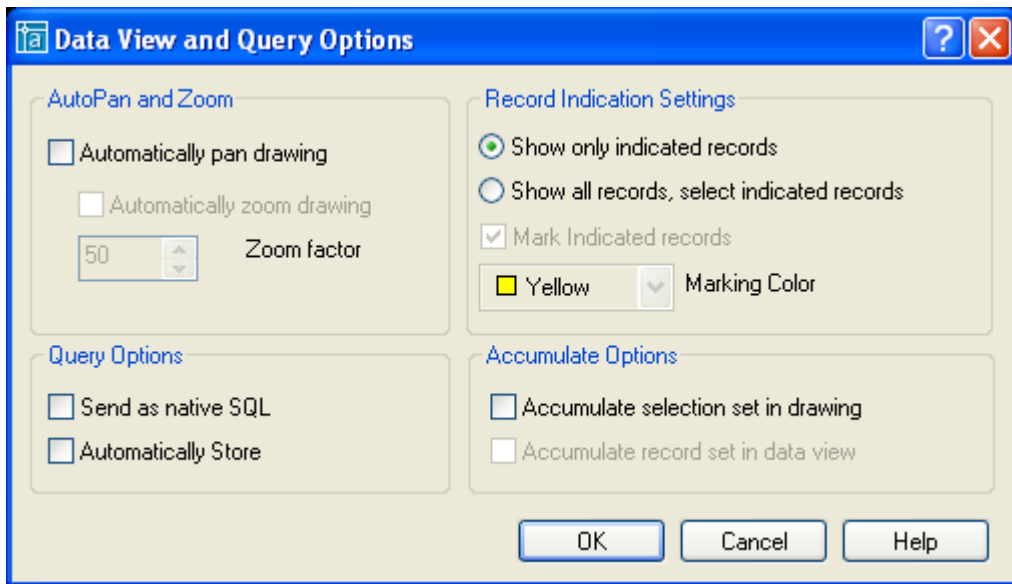 Data View and Query Options
AutoPan and Zoom
Automatically pan drawing
Automatically zoom drawing
50 Zoom factor
Record Indication Settings
Show only indicated records
Show all records, select indicated records
Mark Indicated records
Yellow Marking Color
Query Options
Send as native SQL
Automatically Store
Accumulate Options
Accumulate selection set in drawing
Accumulate record set in data view
OK Cancel Help